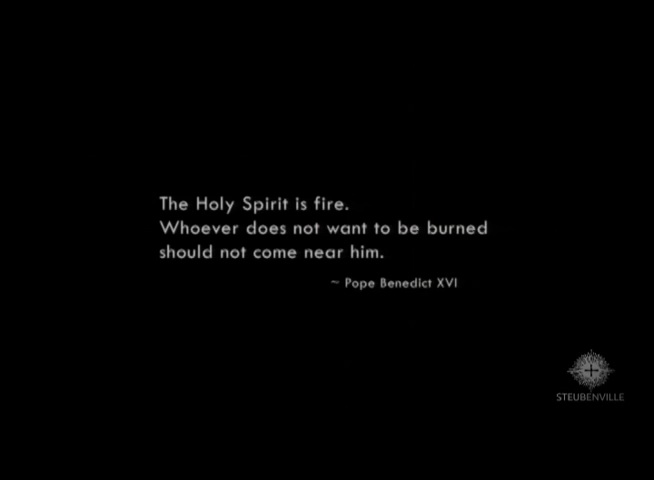 The Holy Spirit is fire.
Whoever does not want to be burned
should not come near him.
~ Pope Benedict XVI
STEUBENVILLE